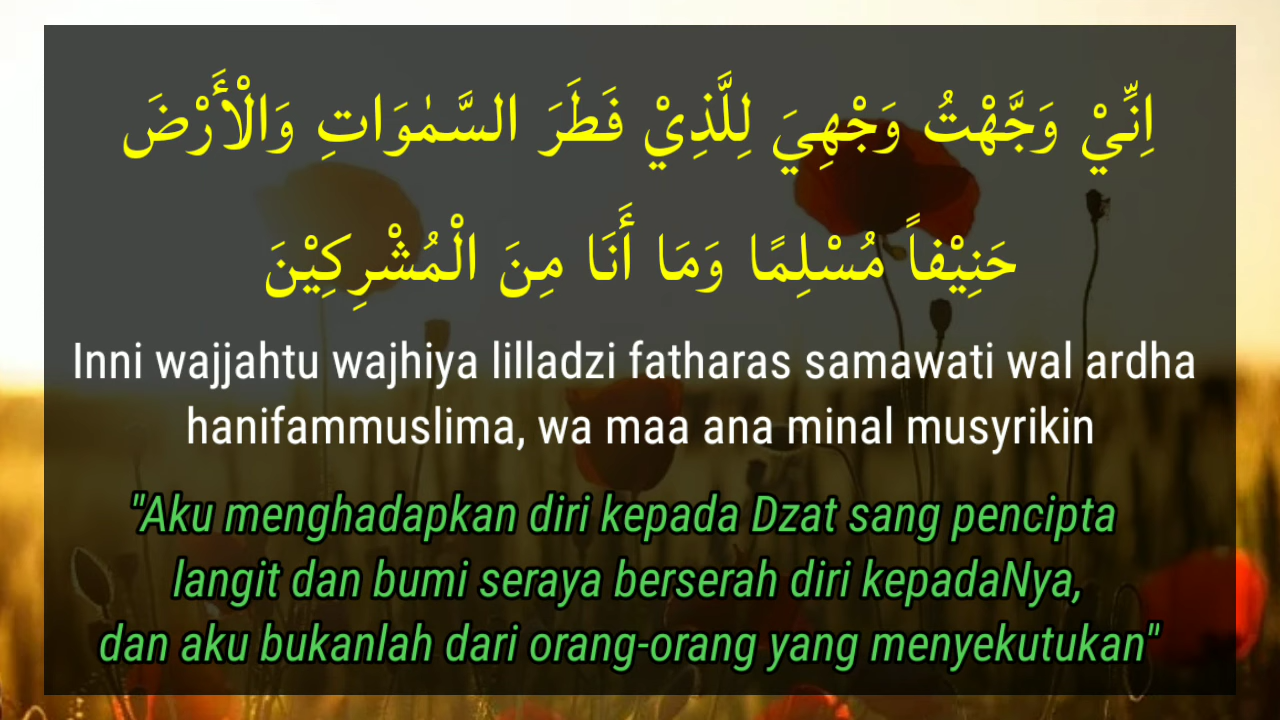 اِنِّيْ وَجَّهْتُ وَجْهِيَ لِلَّذِيْ فَطَرَ السَّمٰوَاتِ وَالْأَرْضَ
حَنِيْفاً مُسْلِمًا وَمَا أَنَا مِنَ الْمُشْرِكِيْنَ
Inni wajjahtu wajhiya lilladzi fatharas samawati wal ardha
hanifammuslima, wa maa ana minal musyrikin
"Aku menghadapkan diri kepada Dzat sang pencipta
langit dan bumi seraya berserah diri kepadaNya,
dan aku bukanlah dari orang-orang yang menyekutukan"